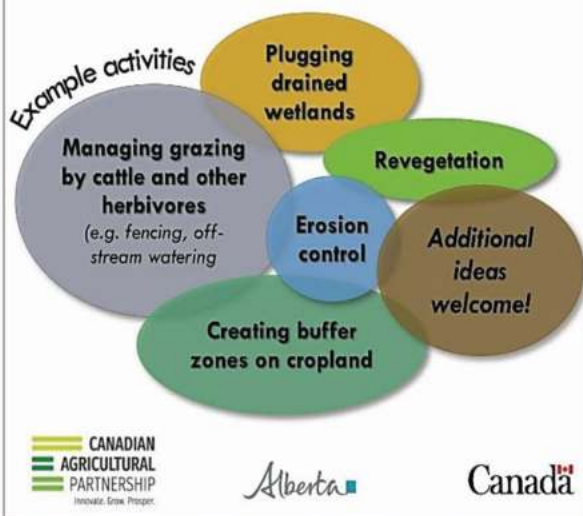 Example activities
Plugging
drained
wetlands
Managing grazing
by cattle and other
herbivores
(e.g. fencing, off-
stream watering
Revegetation
Erosion
control
Additional
ideas
welcome!
Creating buffer
zones on cropland
CANADIAN
AGRICULTURAL
PARTNERSHIP
Innovate. Grow. Prosper.
Alberta
Canada